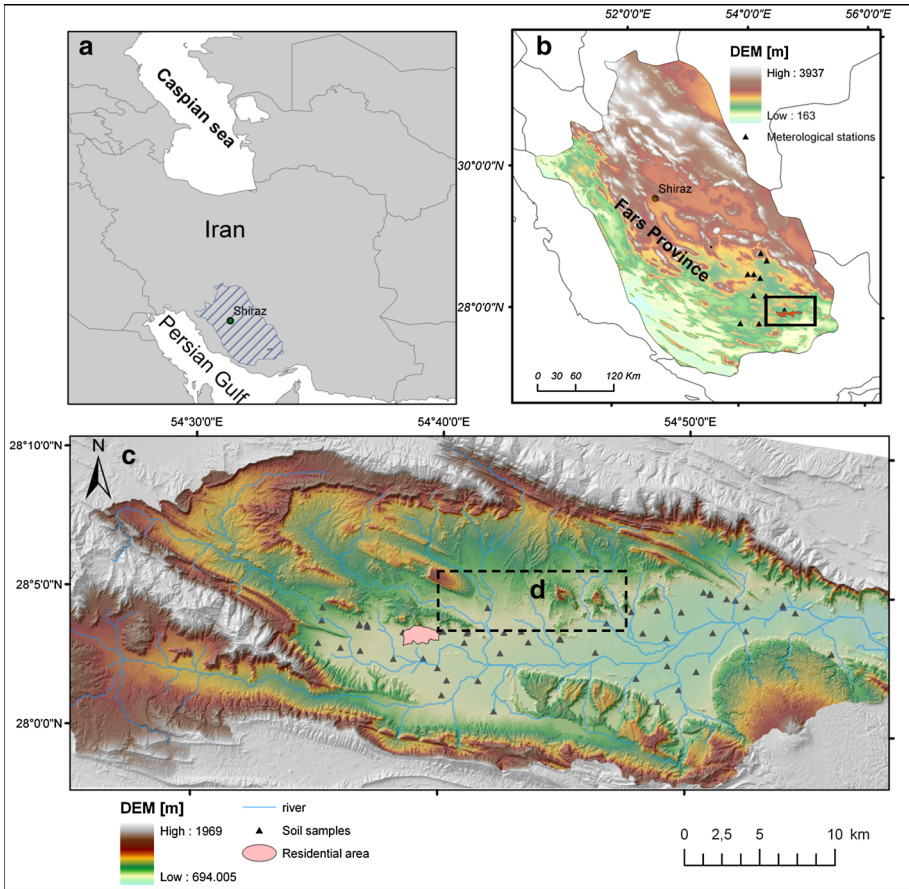 a
Caspian sea
Iran
Shiraz
Persian Gulf
52°0'0"E 54°0'0"E 56°0'0"E
b
DEM [m]
High : 3937
Low : 163
Meterological stations
30°0'0"N
28°0'0"N
Shiraz
Fars Province
0 30 60 120 Km
54°30'0"E 54°40'0"E 54°50'0"E
28°10'0"N
28°5'0"N
28°0'0"N
N
c
d
DEM [m]
High : 1969
Low : 694.005
river
Soil samples
Residential area
0 2,5 5 10 km